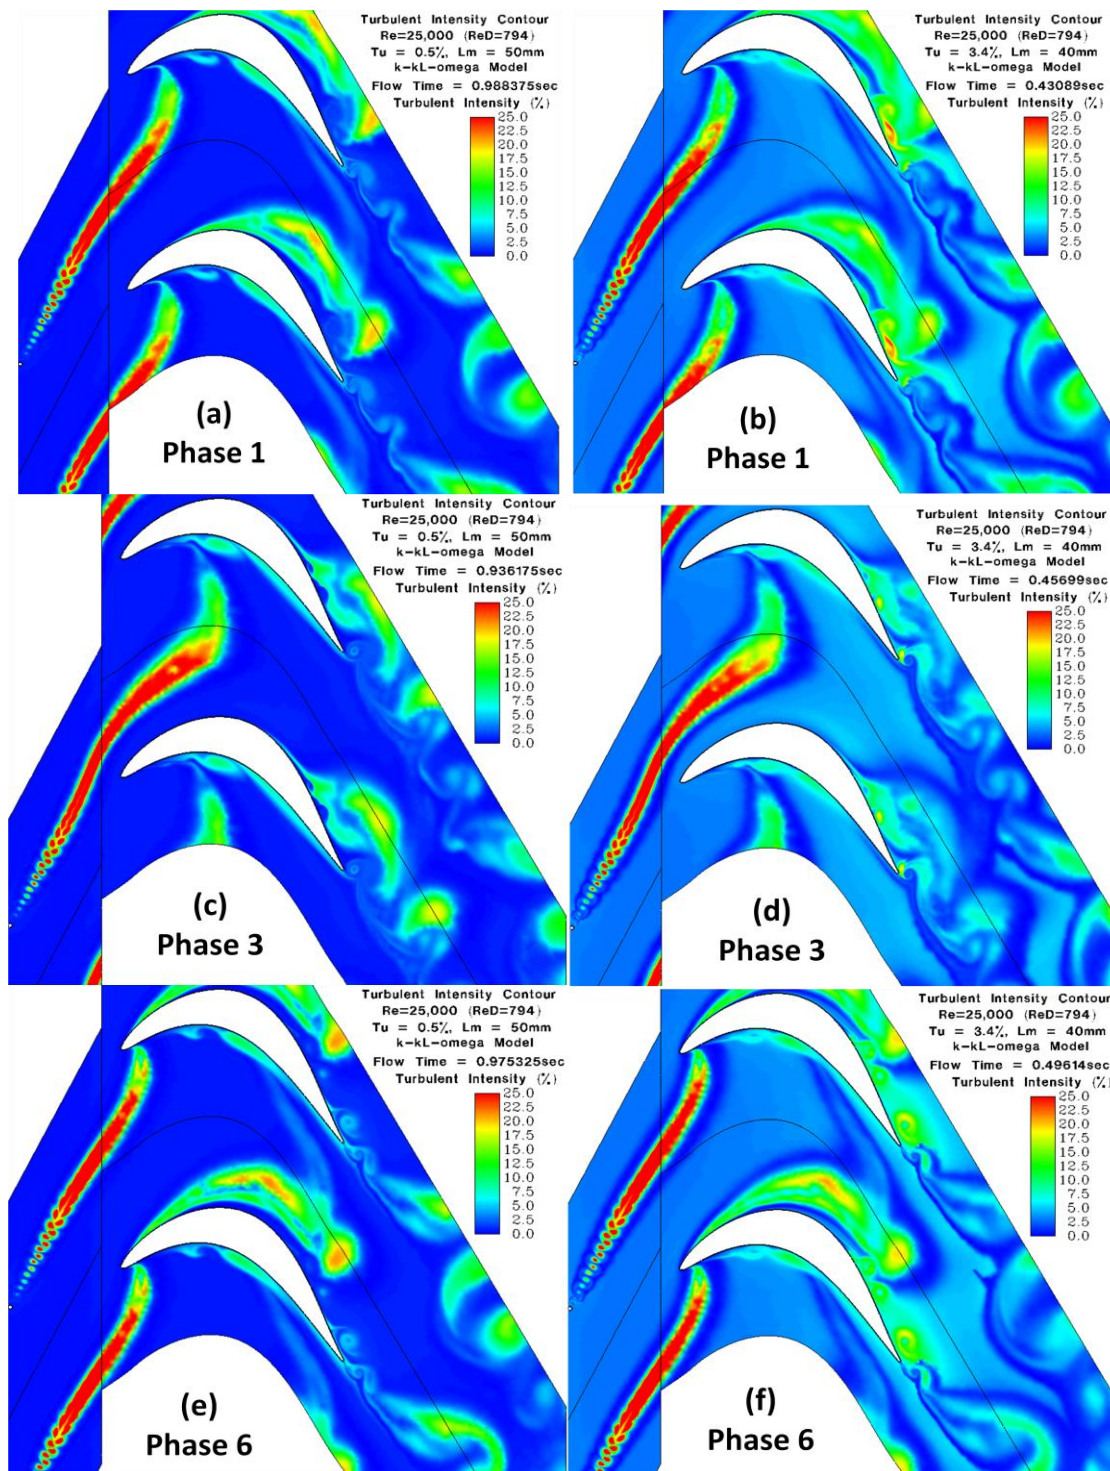 Turbulent Intensity Contour
Re=25,000 (ReD=794)
Tu = 0.5%, Lm = 50mm
k-kL-omega Model
Flow Time = 0.988375sec
Turbulent Intensity (%)
25.0
22.5
20.0
17.5
15.0
12.5
10.0
7.5
5.0
2.5
0.0
(a)
Phase 1
Turbulent Intensity Contour
Re=25,000 (ReD=794)
Tu = 3.4%, Lm = 40mm
k-kL-omega Model
Flow Time = 0.43089sec
Turbulent Intensity (%)
25.0
22.5
20.0
17.5
15.0
12.5
10.0
7.5
5.0
2.5
0.0
(b)
Phase 1
Turbulent Intensity Contour
Re=25,000 (ReD=794)
Tu = 0.5%, Lm = 50mm
k-kL-omega Model
Flow Time = 0.936175sec
Turbulent Intensity (%)
25.0
22.5
20.0
17.5
15.0
12.5
10.0
7.5
5.0
2.5
0.0
(c)
Phase 3
Turbulent Intensity Contour
Re=25,000 (ReD=794)
Tu = 3.4%, Lm = 40mm
k-kL-omega Model
Flow Time = 0.45699sec
Turbulent Intensity (%)
25.0
22.5
20.0
17.5
15.0
12.5
10.0
7.5
5.0
2.5
0.0
(d)
Phase 3
Turbulent Intensity Contour
Re=25,000 (ReD=794)
Tu = 0.5%, Lm = 50mm
k-kL-omega Model
Flow Time = 0.975325sec
Turbulent Intensity (%)
25.0
22.5
20.0
17.5
15.0
12.5
10.0
7.5
5.0
2.5
0.0
(e)
Phase 6
Turbulent Intensity Contour
Re=25,000 (ReD=794)
Tu = 3.4%, Lm = 40mm
k-kL-omega Model
Flow Time = 0.49614sec
Turbulent Intensity (%)
25.0
22.5
20.0
17.5
15.0
12.5
10.0
7.5
5.0
2.5
0.0
(f)
Phase 6